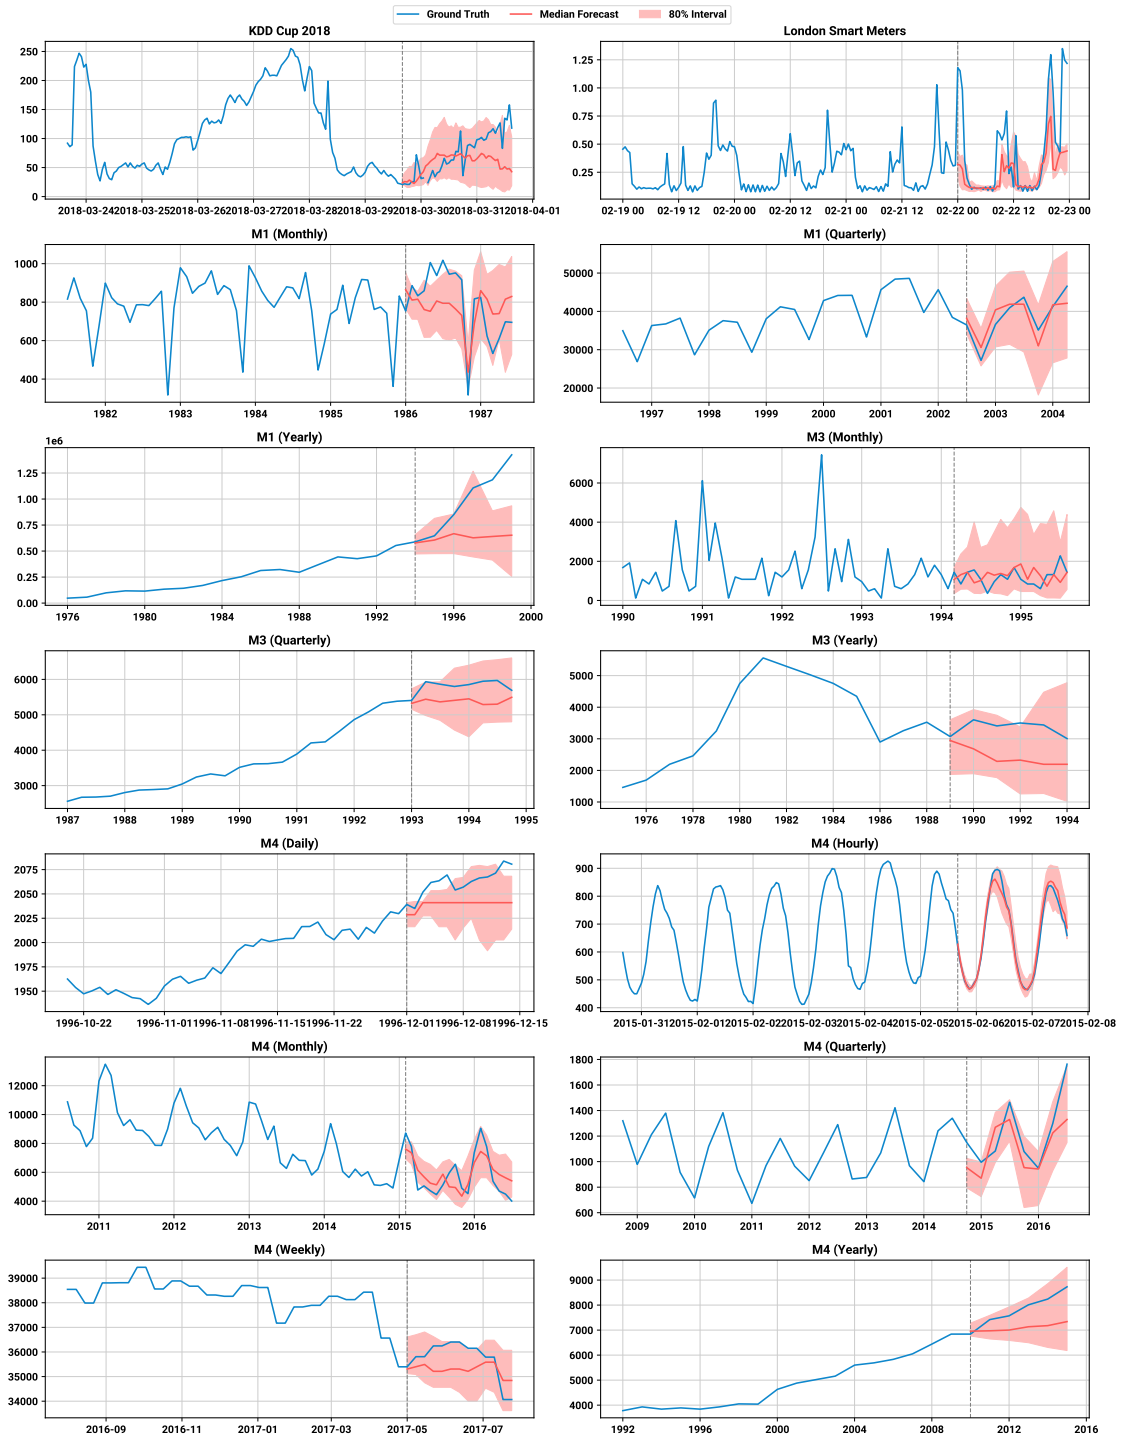 Ground Truth Median Forecast 80% Interval
KDD Cup 2018
250
200
150
100
50
0
2018-03-24 2018-03-25 2018-03-26 2018-03-27 2018-03-28 2018-03-29 2018-03-30 2018-03-31 2018-04-01
London Smart Meters
1.25
1.00
0.75
0.50
0.25
02-19 00 02-19 12 02-20 00 02-20 12 02-21 00 02-21 12 02-22 00 02-22 12 02-23 00
M1 (Monthly)
1000
800
600
400
1982 1983 1984 1985 1986 1987
M1 (Quarterly)
50000
40000
30000
20000
1997 1998 1999 2000 2001 2002 2003 2004
M1 (Yearly)
1e6
1.25
1.00
0.75
0.50
0.25
0.00
1976 1980 1984 1988 1992 1996 2000
M3 (Monthly)
6000
4000
2000
0
1990 1991 1992 1993 1994 1995
M3 (Quarterly)
6000
5000
4000
3000
1987 1988 1989 1990 1991 1992 1993 1994 1995
M3 (Yearly)
5000
4000
3000
2000
1000
1976 1978 1980 1982 1984 1986 1988 1990 1992 1994
M4 (Daily)
2075
2050
2025
2000
1975
1950
1996-10-22 1996-11-01 1996-11-08 1996-11-15 1996-11-22 1996-12-01 1996-12-08 1996-12-15
M4 (Hourly)
900
800
700
600
500
400
2015-01-31 2015-02-01 2015-02-02 2015-02-03 2015-02-04 2015-02-05 2015-02-06 2015-02-07 2015-02-08
M4 (Monthly)
12000
10000
8000
6000
4000
2011 2012 2013 2014 2015 2016
M4 (Quarterly)
1800
1600
1400
1200
1000
800
600
2009 2010 2011 2012 2013 2014 2015 2016
M4 (Weekly)
39000
38000
37000
36000
35000
34000
2016-09 2016-11 2017-01 2017-03 2017-05 2017-07
M4 (Yearly)
9000
8000
7000
6000
5000
4000
1992 1996 2000 2004 2008 2012 2016